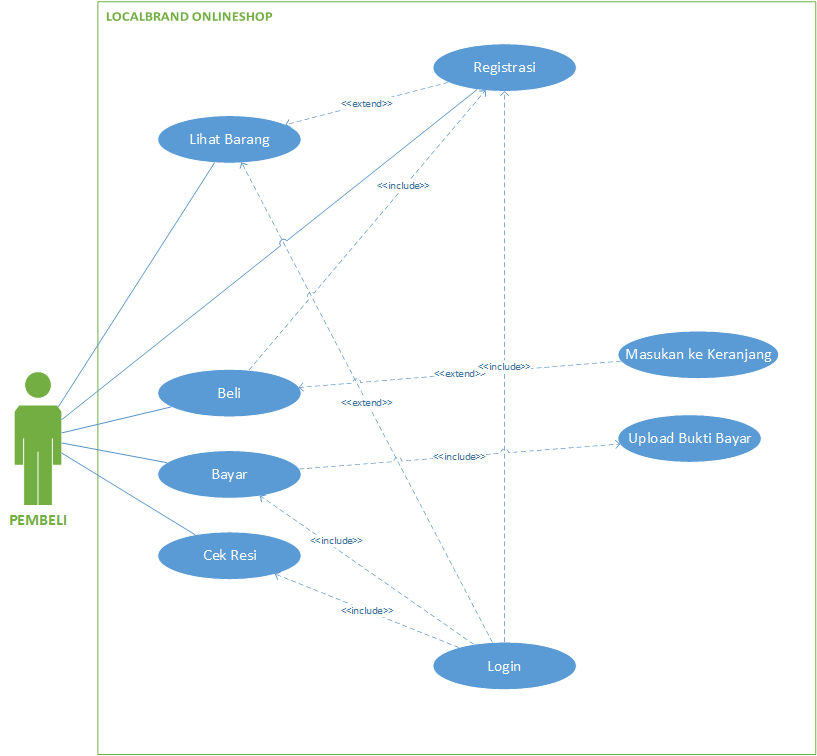 LOCALBRAND ONLINESHOP
Registrasi
<<extend>>
Lihat Barang
<<include>>
Masukan ke Keranjang
<<include>>
<<extend>>
Beli
<<extend>>
Upload Bukti Bayar
<<include>>
Bayar
PEMBELI
<<include>>
Cek Resi
<<include>>
Login